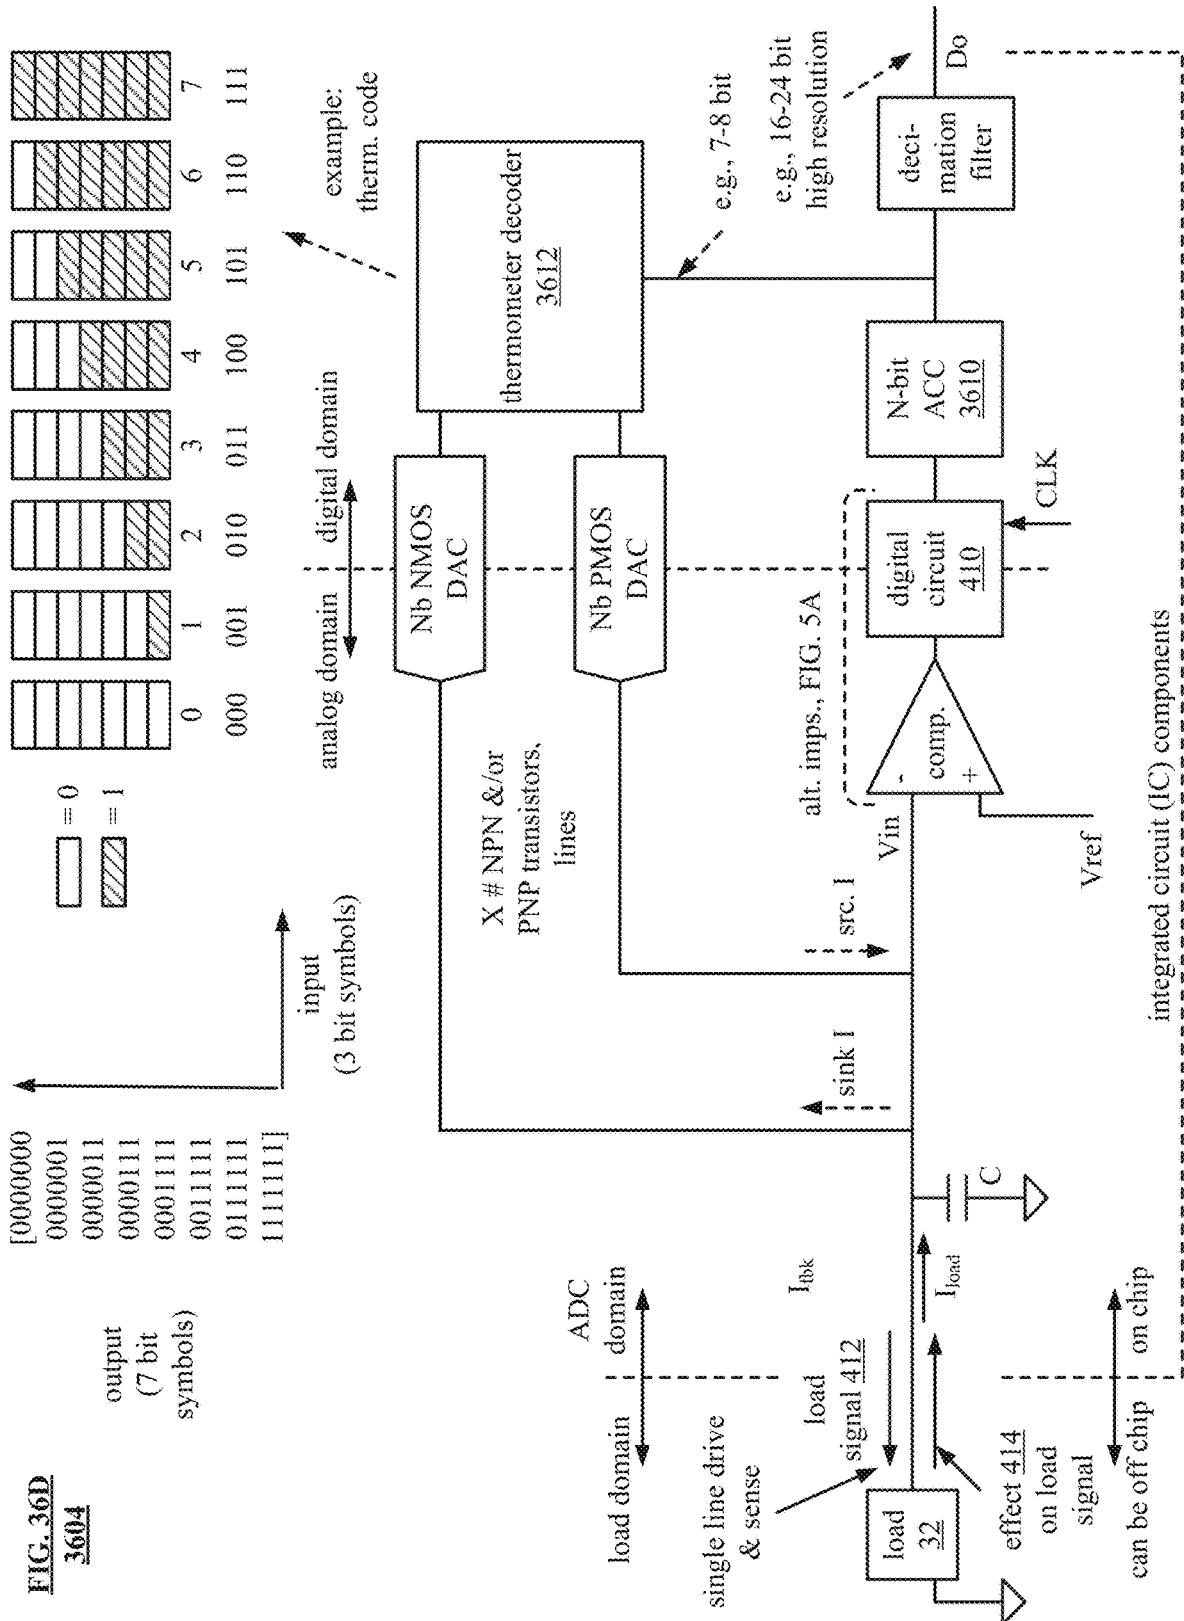 FIG. 36D
3604
output
(7 bit
symbols)
[0000000
0000001
0000011
0000111
0001111
0011111
0111111
1111111]
input
(3 bit symbols)
= 0
= 1
0 1 2 3 4 5 6 7
000 001 010 011 100 101 110 111
example:
therm. code
analog domain
digital domain
Nb NMOS
DAC
Nb PMOS
DAC
thermometer decoder
3612
X # NPN &/or
PNP transistors,
lines
e.g., 7-8 bit
e.g., 16-24 bit
high resolution
load domain
ADC
domain
single line drive
& sense
load
signal 412
Ifbk
sink I
src. I
alt. imps., FIG. 5A
load
32
Iload
C
Vin
-
+
comp.
Vref
digital
circuit
410
CLK
N-bit
ACC
3610
deci-
mation
filter
Do
effect 414
on load
signal
can be off chip
on chip
integrated circuit (IC) components